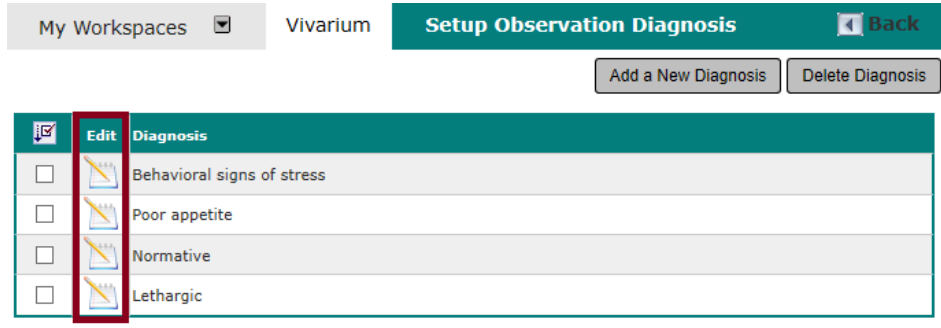 My Workspaces Vivarium Setup Observation Diagnosis Back
Add a New Diagnosis Delete Diagnosis
Edit Diagnosis
Behavioral signs of stress
Poor appetite
Normative
Lethargic